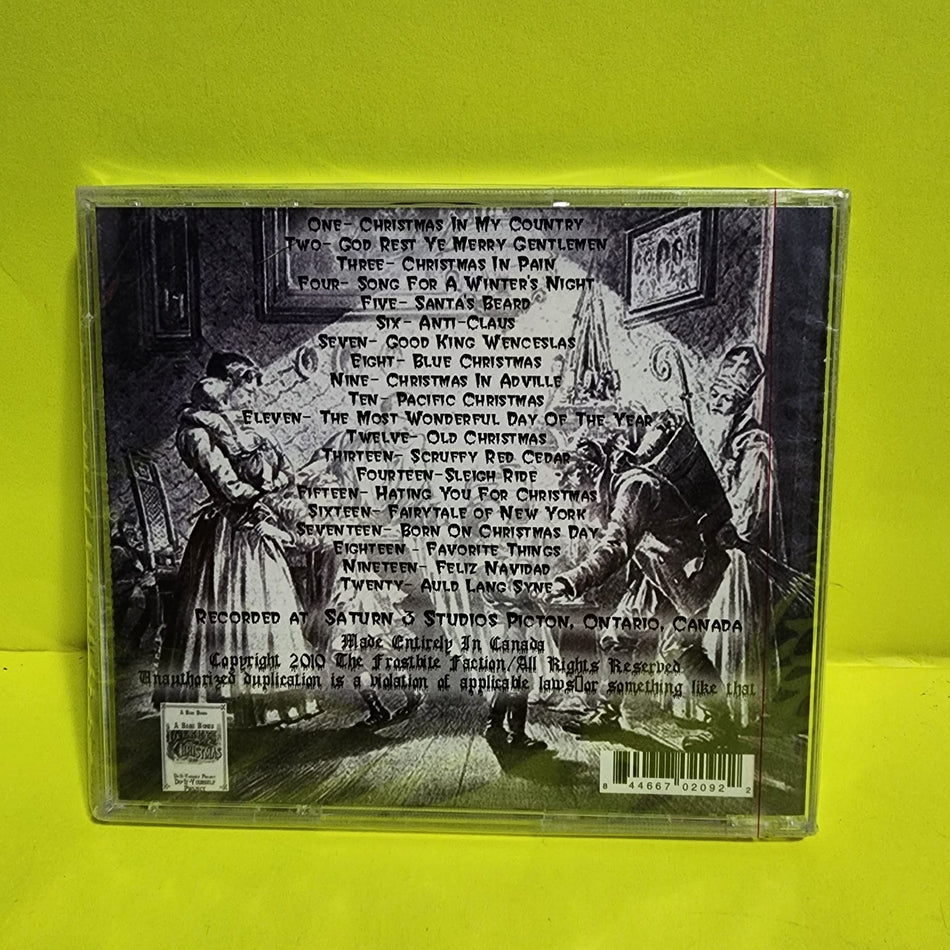 One- Christmas In My Country
Two- God Rest Ye Merry Gentlemen
Three- Christmas In Pain
Four- Song For A Winter's Night
Five- Santa's Beard
Six- Anti-Claus
Seven- Good King Wenceslas
Eight- Blue Christmas
Nine- Christmas In Adville
Ten- Pacific Christmas
Eleven- The Most Wonderful Day Of The Year
Twelve- Old Christmas
Thirteen- Scruffy Red Cedar
Fourteen-Sleigh Ride
Fifteen- Hating You For Christmas
Sixteen- Fairytale of New York
Seventeen- Born On Christmas Day
Eighteen - Favorite Things
Nineteen- Feliz Navidad
Twenty- Auld Lang Syne
Recorded at Saturn 3 Studios Picton, Ontario, Canada
Made Entirely In Canada
Copyright 2010 The Frostbite Faction/All Rights Reserved
Unauthorized duplication is a violation of applicable laws▯or something like that
Christmas
Do-It-Yourself
Project
8 44667 02092 2